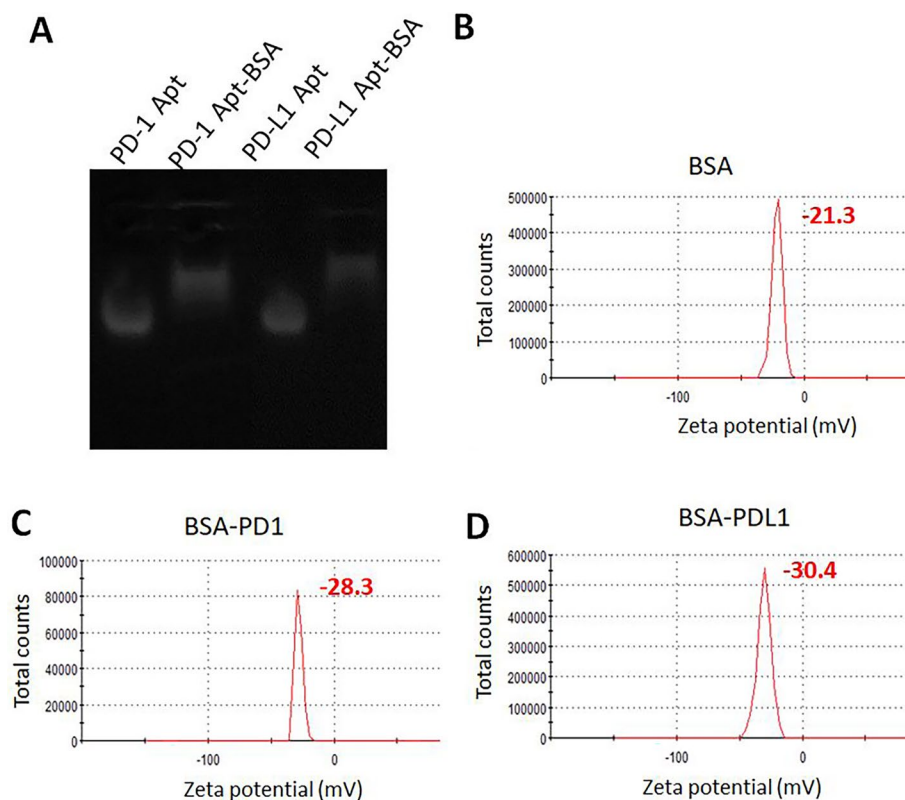 A
PD-1 Apt
PD-1 Apt-BSA
PD-L1 Apt
PD-L1 Apt-BSA
B
BSA
-21.3
Total counts
500000
400000
300000
200000
100000
0
-100
0
Zeta potential (mV)
C
BSA-PD1
-28.3
Total counts
100000
80000
60000
40000
20000
0
-100
0
Zeta potential (mV)
D
BSA-PDL1
-30.4
Total counts
600000
500000
400000
300000
200000
100000
0
-100
0
Zeta potential (mV)